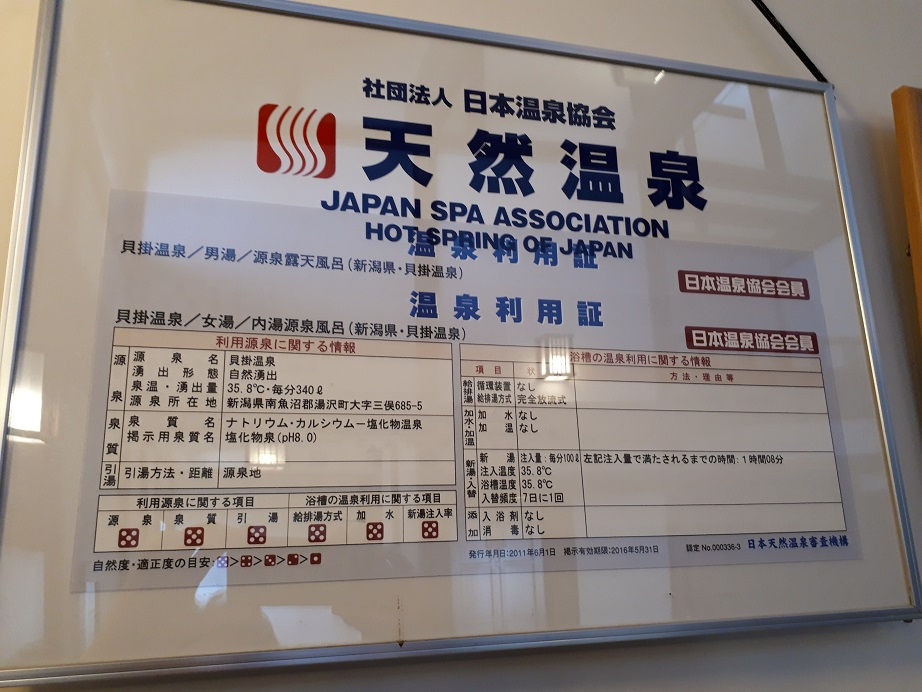 社団法人 日本温泉協会
天然温泉
JAPAN SPA ASSOCIATION
HOT SPRING OF JAPAN
温泉利用証
貝掛温泉／男湯／源泉露天風呂(新潟県・貝掛温泉)
日本温泉協会会員
温泉利用証
貝掛温泉／女湯／内湯源泉風呂(新潟県・貝掛温泉)
日本温泉協会会員
利用源泉に関する情報
源泉
源泉名 貝掛温泉
湧出形態 自然湧出
泉温・湧出量 35.8℃・毎分340ℓ
源泉所在地 新潟県南魚沼郡湯沢町大字三俣685-5
泉質
泉質名 ナトリウム・カルシウム－塩化物温泉
掲示用泉質名 塩化物泉(pH8.0)
引湯
引湯方法・距離 源泉地
利用源泉に関する項目 浴槽の温泉利用に関する項目
源泉 泉質 引湯 給排湯方式 加水 新湯注入率
自然度・適正度の目安:
浴槽の温泉利用に関する情報
項目 状 方法・理由等
給排湯
循環装置 なし
給排湯方式 完全放流式
加水・加温
加水 なし
加温 なし
新湯・入替
新湯 注入量:毎分100ℓ 左記注入量で満たされるまでの時間:1時間08分
注入温度 35.8℃
浴槽温度 35.8℃
入替頻度 7日に1回
添加
入浴剤 なし
消毒 なし
発行年月日:2011年6月1日 掲示有効期限:2016年5月31日 認定 No.000336-3 日本天然温泉審査機構